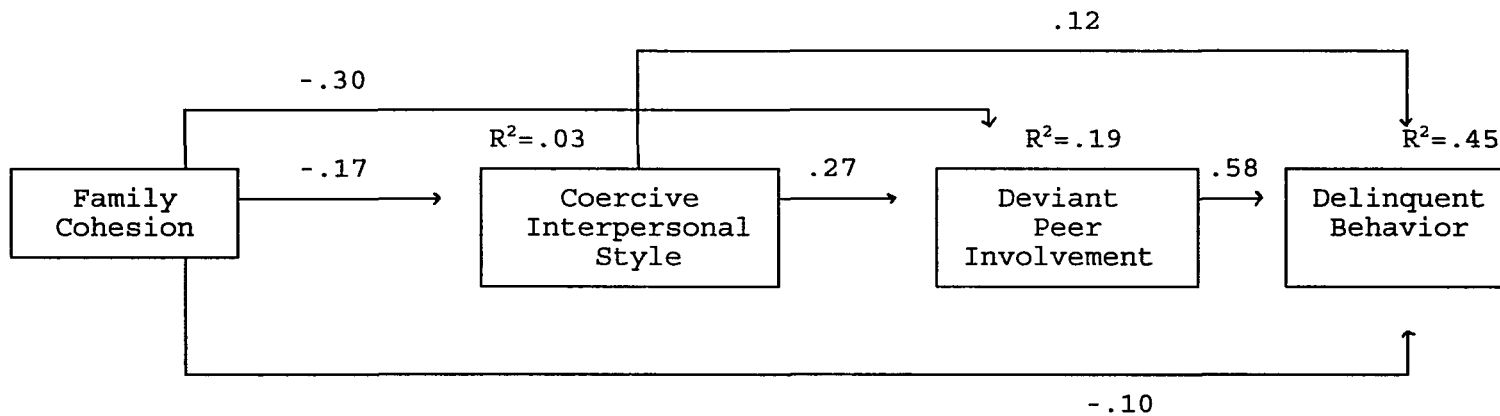 .12
-.30
R²=.03
R²=.19
R²=.45
-.17
.27
.58
Family
Cohesion
Coercive
Interpersonal
Style
Deviant
Peer
Involvement
Delinquent
Behavior
-.10